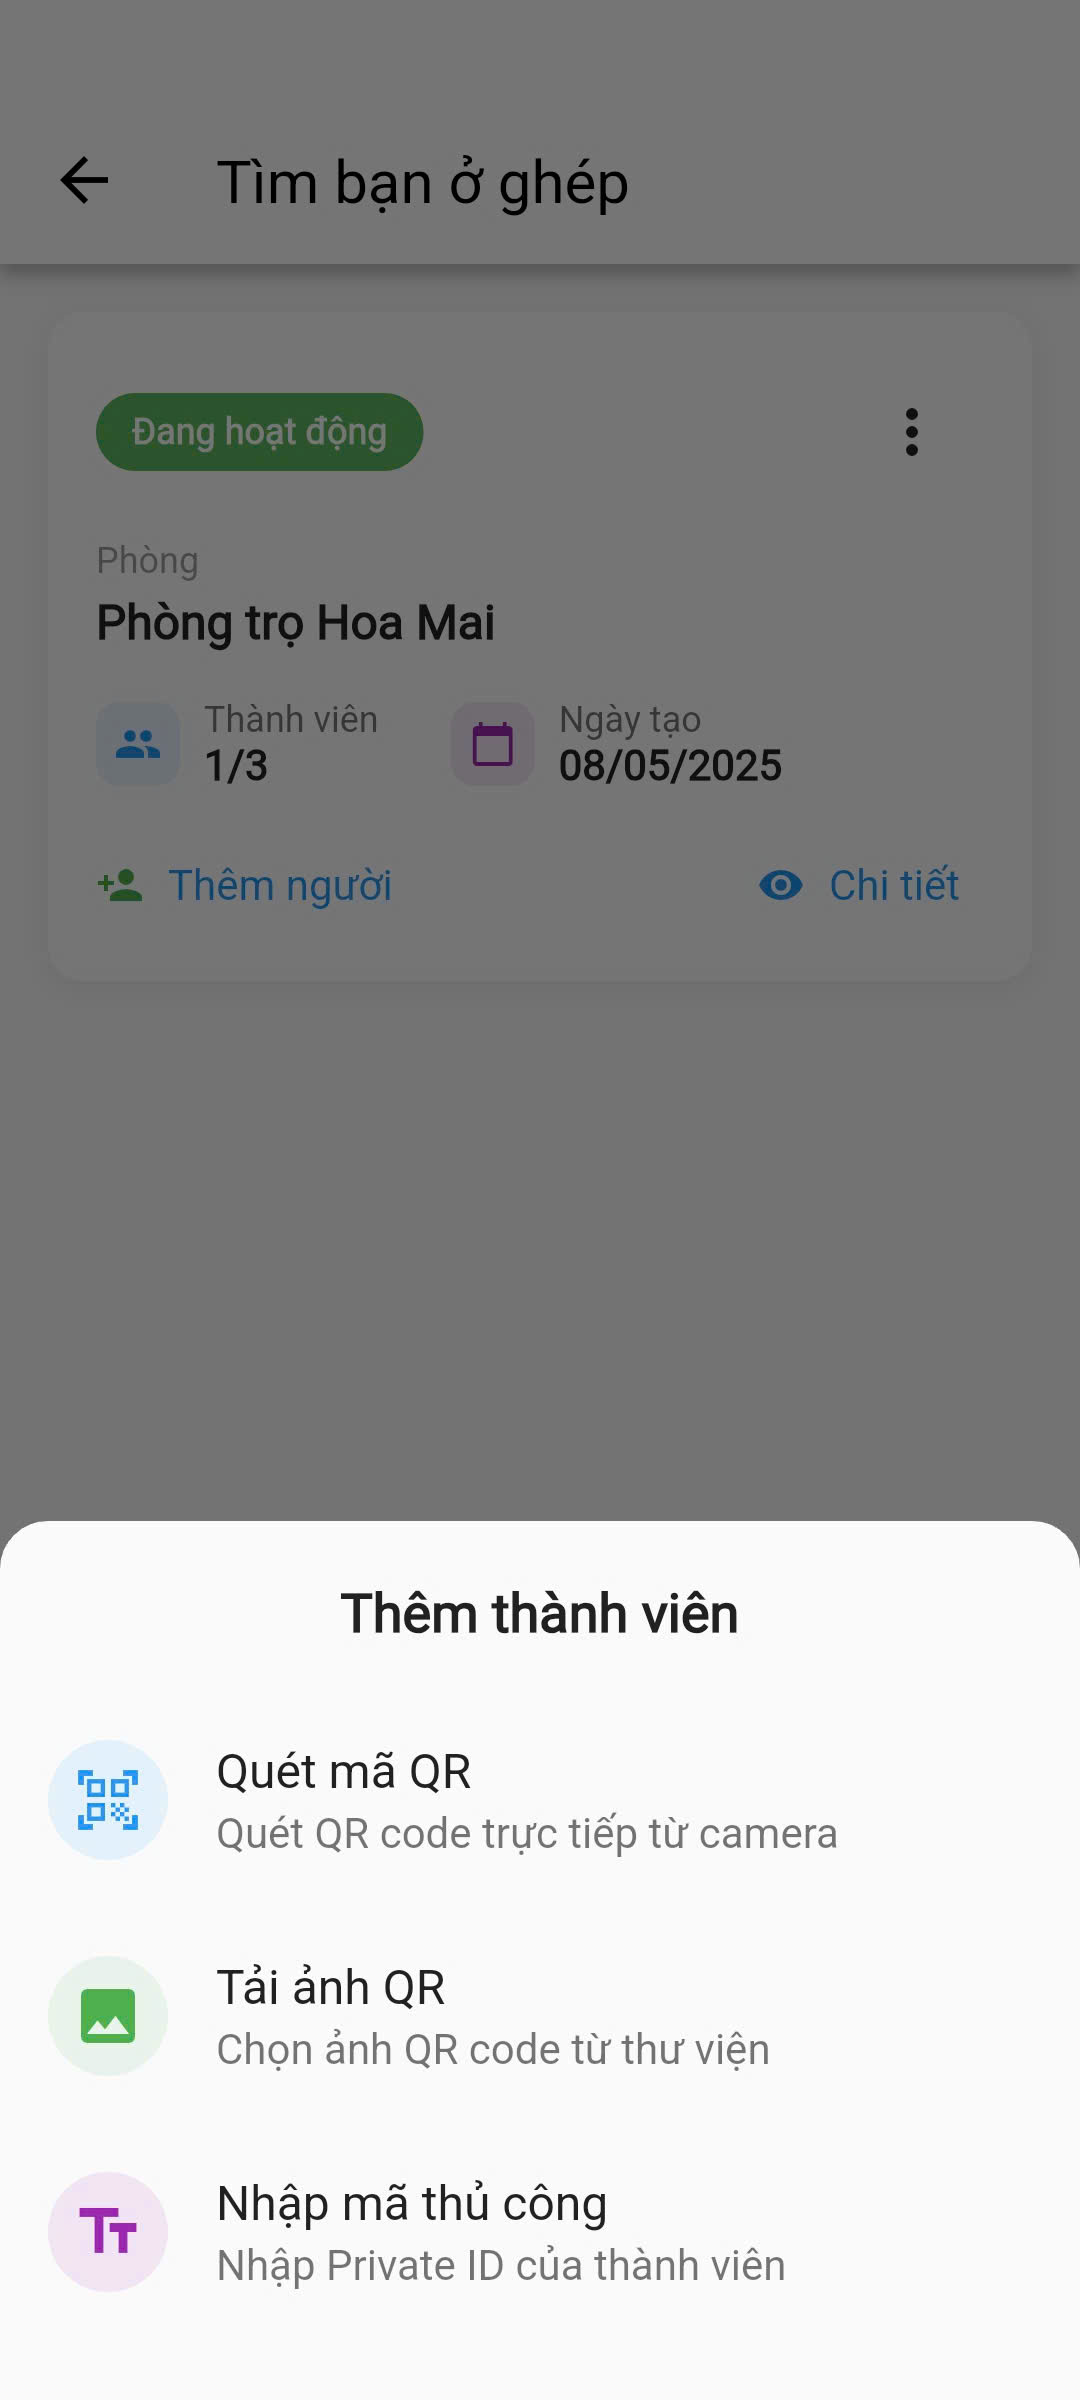 Tìm bạn ở ghép
Đang hoạt động
Phòng
Phòng trọ Hoa Mai
Thành viên
1/3
Ngày tạo
08/05/2025
Thêm người
Chi tiết
Thêm thành viên
Quét mã QR
Quét QR code trực tiếp từ camera
Tải ảnh QR
Chọn ảnh QR code từ thư viện
Nhập mã thủ công
Nhập Private ID của thành viên